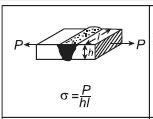 P P
h
σ = P/hl